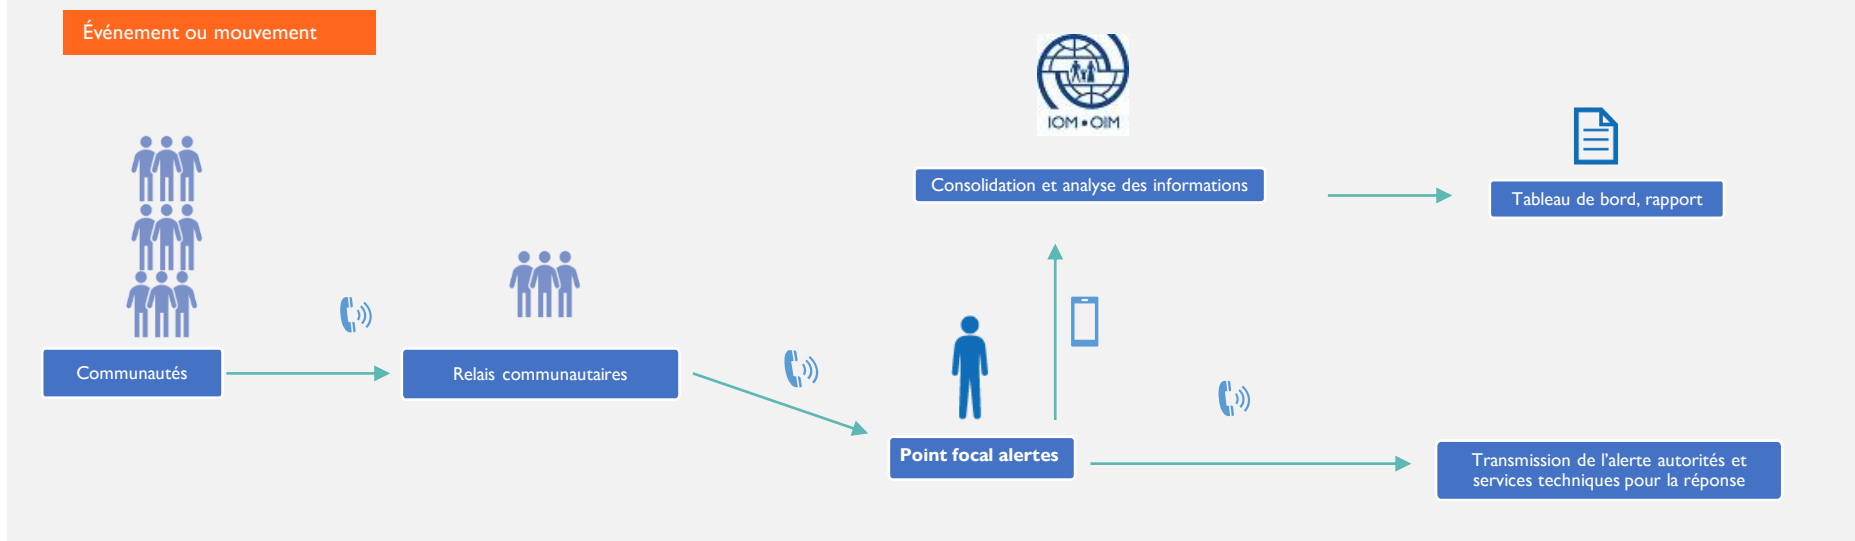 Événement ou mouvement
IOM • OIM
Consolidation et analyse des informations
Tableau de bord, rapport
Communautés
Relais communautaires
Point focal alertes
Transmission de l’alerte autorités et
services techniques pour la réponse